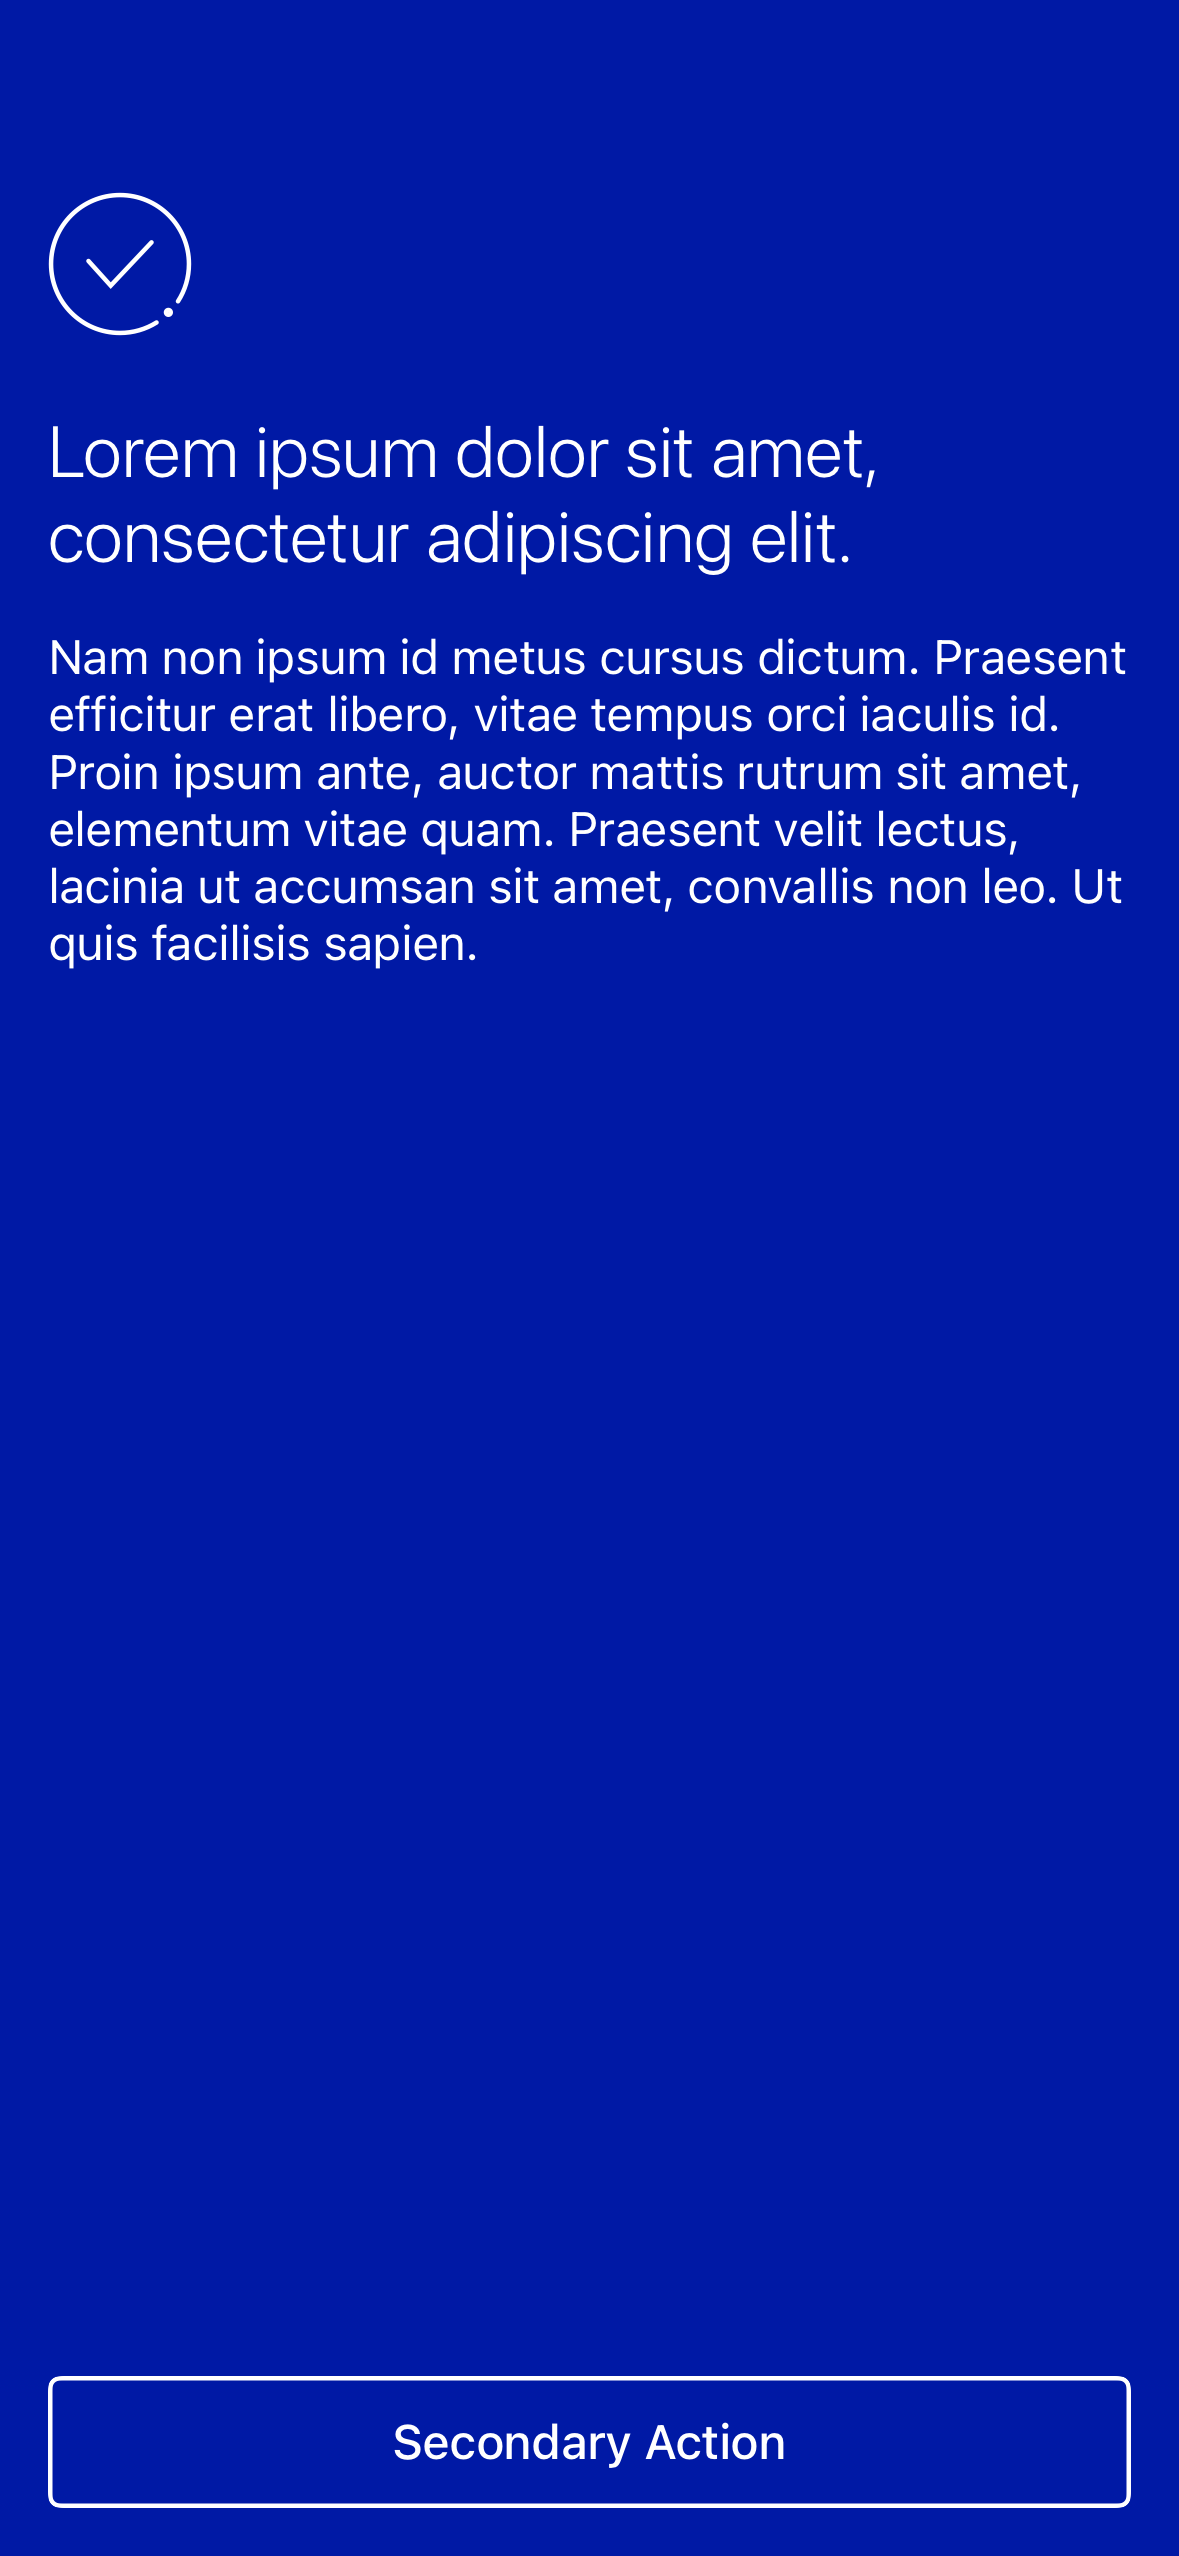 Lorem ipsum dolor sit amet,
consectetur adipiscing elit.
Nam non ipsum id metus cursus dictum. Praesent
efficitur erat libero, vitae tempus orci iaculis id.
Proin ipsum ante, auctor mattis rutrum sit amet,
elementum vitae quam. Praesent velit lectus,
lacinia ut accumsan sit amet, convallis non leo. Ut
quis facilisis sapien.
Secondary Action